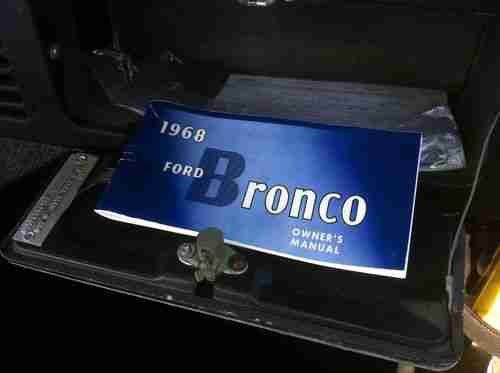 1968
FORD
Bronco
OWNER'S
MANUAL